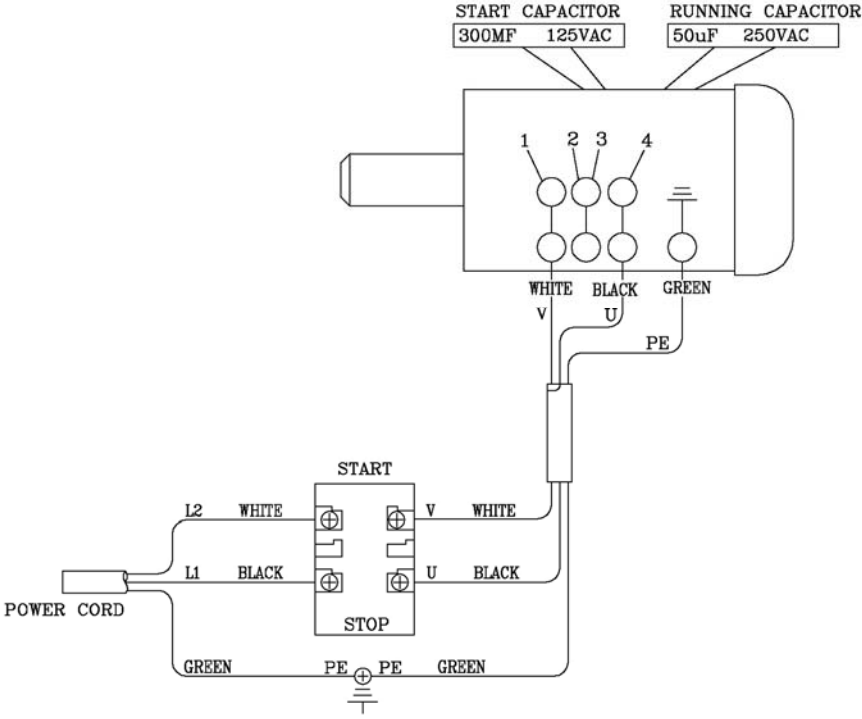 START CAPACITOR RUNNING CAPACITOR
300MF 125VAC 50uF 250VAC
1 2 3 4
WHITE BLACK GREEN
V U
PE
START
L2 WHITE V WHITE
L1 BLACK U BLACK
POWER CORD
STOP
GREEN PE PE GREEN